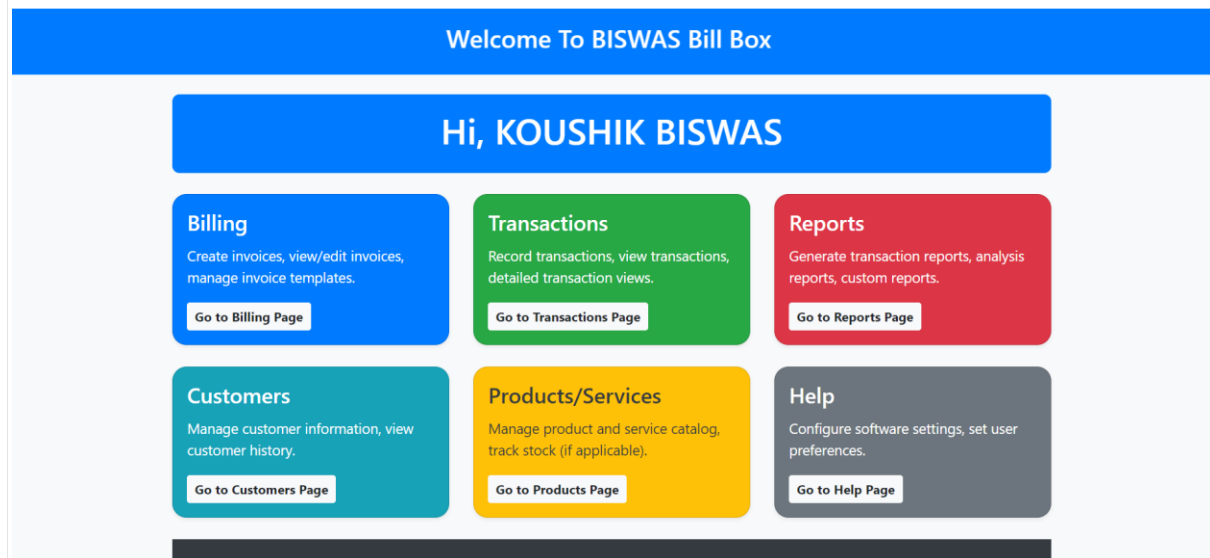 Welcome To BISWAS Bill Box
Hi, KOUSHIK BISWAS
Billing
Create invoices, view/edit invoices,
manage invoice templates.
Go to Billing Page
Transactions
Record transactions, view transactions,
detailed transaction views.
Go to Transactions Page
Reports
Generate transaction reports, analysis
reports, custom reports.
Go to Reports Page
Customers
Manage customer information, view
customer history.
Go to Customers Page
Products/Services
Manage product and service catalog,
track stock (if applicable).
Go to Products Page
Help
Configure software settings, set user
preferences.
Go to Help Page